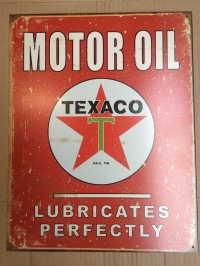 MOTOR OIL
TEXACO
T
REG. TM
LUBRICATES
PERFECTLY